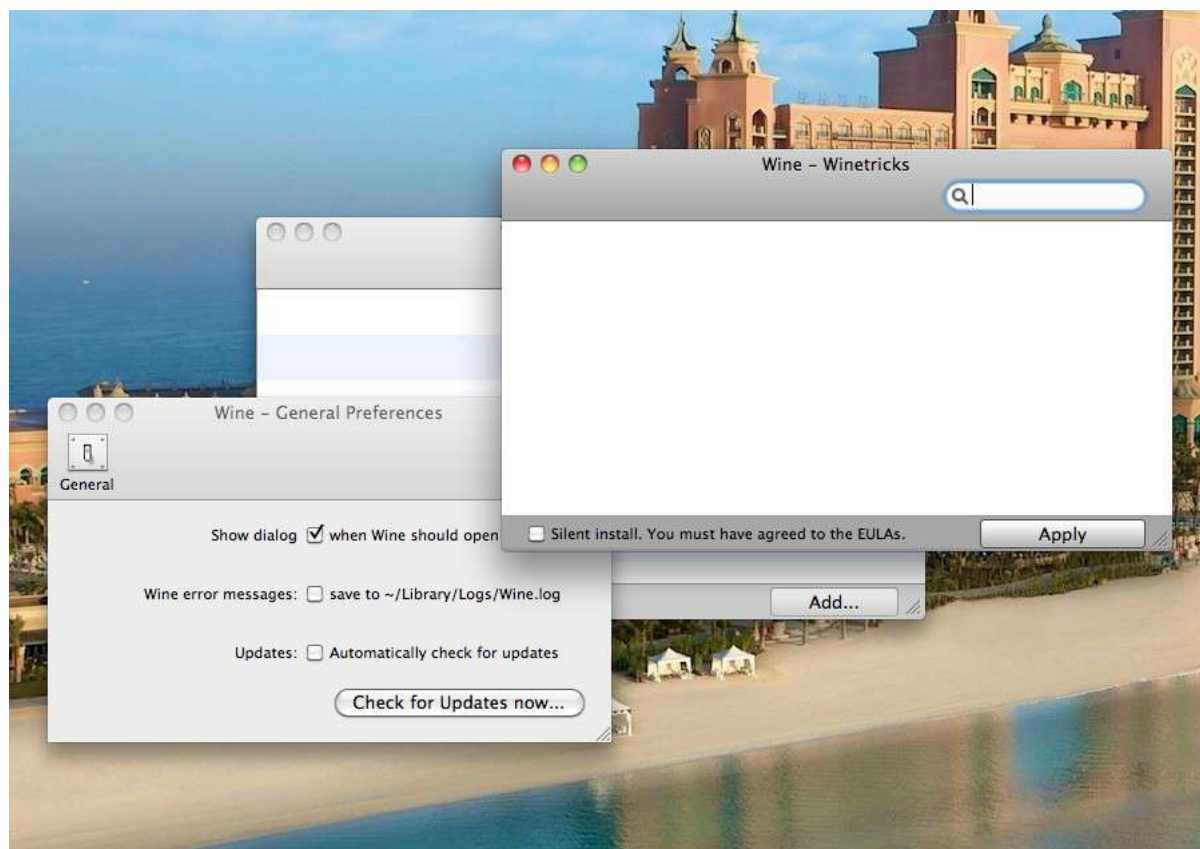 Wine – Winetricks
Wine – General Preferences
General
Show dialog when Wine should open
Silent install. You must have agreed to the EULAs.
Apply
Wine error messages: save to ~/Library/Logs/Wine.log
Add...
Updates: Automatically check for updates
Check for Updates now...